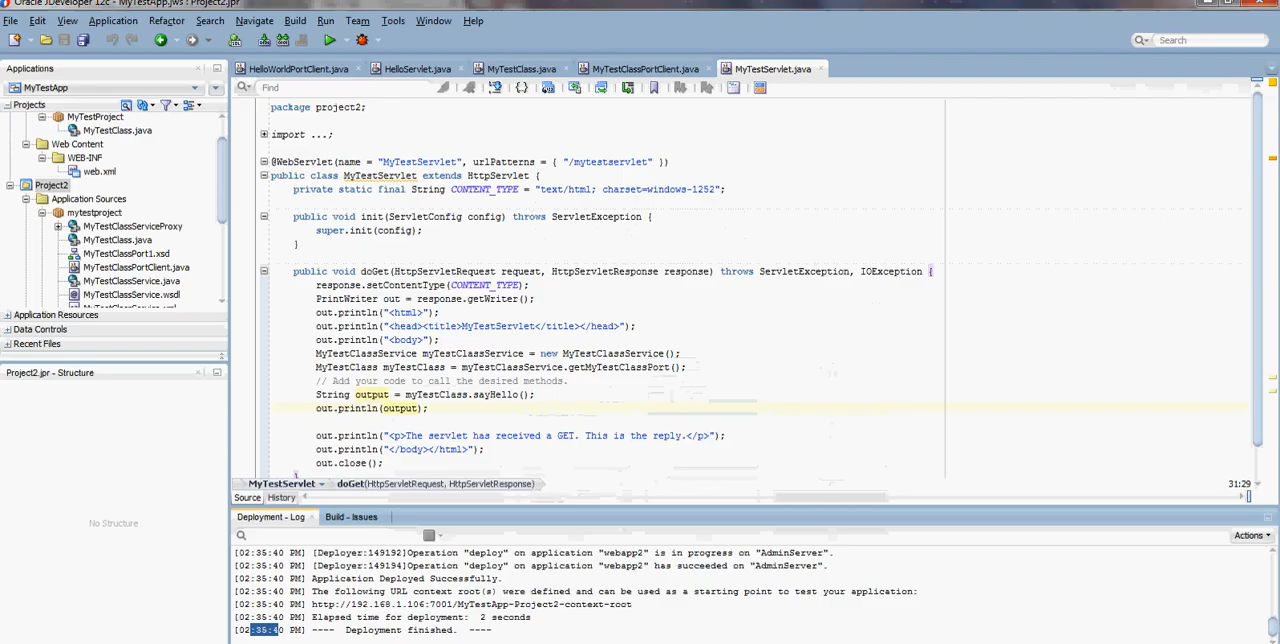 Oracle JDeveloper 12c - MyTestApp.jws : Project2.jpr
File Edit View Application Refactor Search Navigate Build Run Team Tools Window Help
Search
Applications
HelloWorldPortClient.java HelloServlet.java MyTestClass.java MyTestClassPortClient.java MyTestServlet.java
MyTestApp
Find
Projects
MyTestProject
MyTestClass.java
Web Content
WEB-INF
web.xml
Project2
Application Sources
mytestproject
MyTestClassServiceProxy
MyTestClass.java
MyTestClassPort1.xsd
MyTestClassPortClient.java
MyTestClassService.java
MyTestClassService.wsdl
Application Resources
Data Controls
Recent Files
Project2.jpr - Structure
No Structure
package project2;
import ...;
@WebServlet(name = "MyTestServlet", urlPatterns = { "/mytestservlet" })
public class MyTestServlet extends HttpServlet {
private static final String CONTENT_TYPE = "text/html; charset=windows-1252";
public void init(ServletConfig config) throws ServletException {
super.init(config);
}
public void doGet(HttpServletRequest request, HttpServletResponse response) throws ServletException, IOException {
response.setContentType(CONTENT_TYPE);
PrintWriter out = response.getWriter();
out.println("<html>");
out.println("<head><title>MyTestServlet</title></head>");
out.println("<body>");
MyTestClassService myTestClassService = new MyTestClassService();
MyTestClass myTestClass = myTestClassService.getMyTestClassPort();
// Add your code to call the desired methods.
String output = myTestClass.sayHello();
out.println(output);
out.println("<p>The servlet has received a GET. This is the reply.</p>");
out.println("</body></html>");
out.close();
MyTestServlet doGet(HttpServletRequest, HttpServletResponse) 31:29
Source History
Deployment - Log Build - Issues
Actions
[02:35:40 PM] [Deployer:149192]Operation "deploy" on application "webapp2" is in progress on "AdminServer".
[02:35:40 PM] [Deployer:149194]Operation "deploy" on application "webapp2" has succeeded on "AdminServer".
[02:35:40 PM] Application Deployed Successfully.
[02:35:40 PM] The following URL context root(s) were defined and can be used as a starting point to test your application:
[02:35:40 PM] http://192.168.1.106:7001/MyTestApp-Project2-context-root
[02:35:40 PM] Elapsed time for deployment: 2 seconds
[02:35:40 PM] ---- Deployment finished. ----